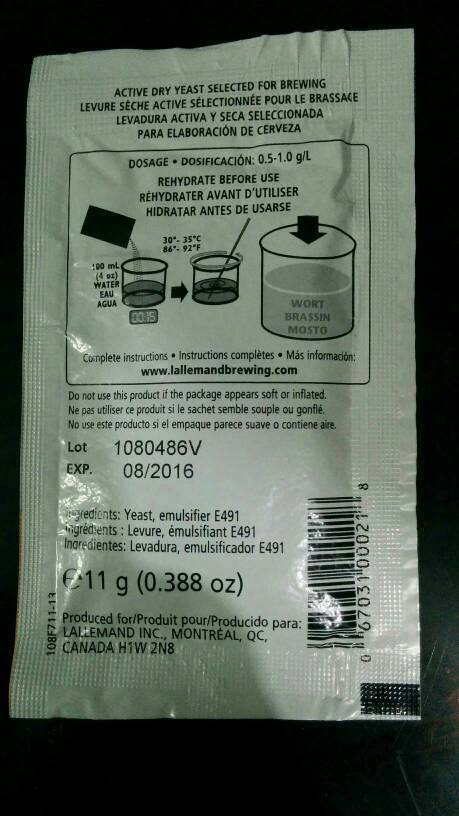 ACTIVE DRY YEAST SELECTED FOR BREWING
LEVURE SÈCHE ACTIVE SÉLECTIONNÉE POUR LE BRASSAGE
LEVADURA ACTIVA Y SECA SELECCIONADA
PARA ELABORACIÓN DE CERVEZA
DOSAGE • DOSIFICACIÓN: 0.5-1.0 g/L
REHYDRATE BEFORE USE
RÉHYDRATER AVANT D'UTILISER
HIDRATAR ANTES DE USARSE
30°- 35°C
86°- 92°F
100 mL
(4 oz)
WATER
EAU
AGUA
00:15
WORT
BRASSIN
MOSTO
Complete instructions • Instructions complètes • Más información:
www.lallemandbrewing.com
Do not use this product if the package appears soft or inflated.
Ne pas utiliser ce produit si le sachet semble souple ou gonflé.
No use este producto si el empaque parece suave o contiene aire.
Lot 1080486V
EXP. 08/2016
Ingredients: Yeast, emulsifier E491
Ingrédients : Levure, émulsifiant E491
Ingredientes: Levadura, emulsificador E491
e 11 g (0.388 oz)
Produced for/Produit pour/Producido para:
LALLEMAND INC., MONTRÉAL, QC,
CANADA H1W 2N8
108F711-13
0 67031 00021 8